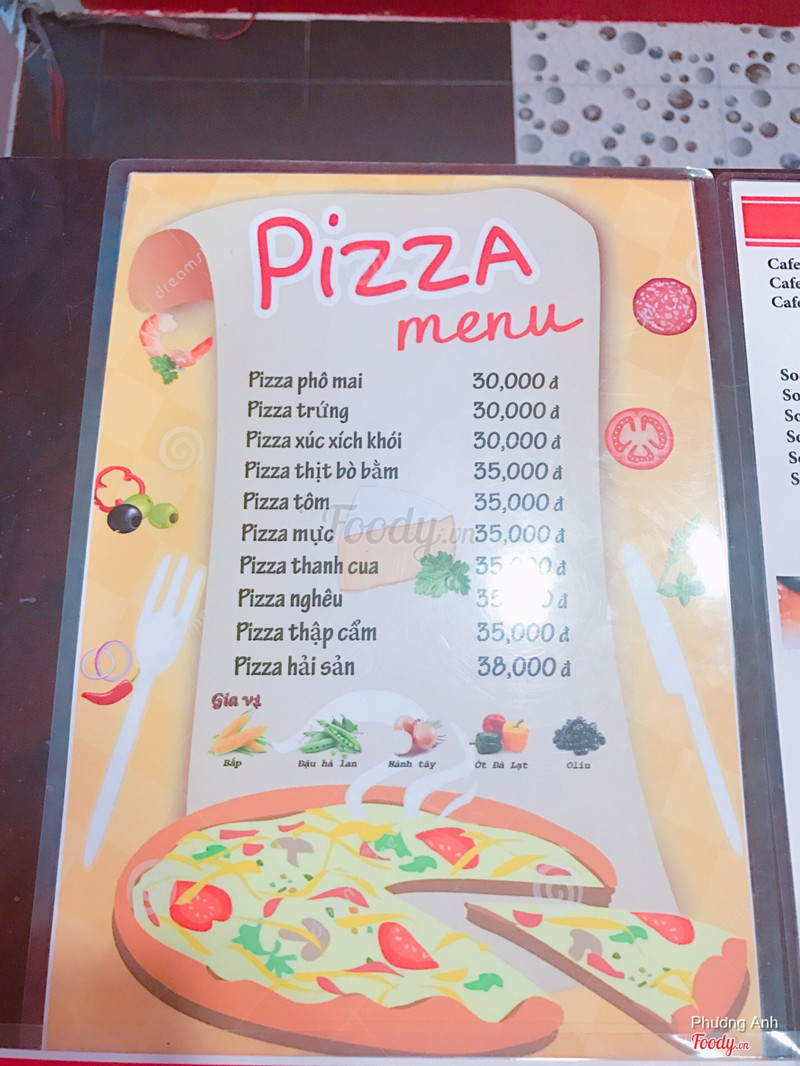 Pizza
menu
Pizza phô mai 30,000 đ
Pizza trứng 30,000 đ
Pizza xúc xích khói 30,000 đ
Pizza thịt bò bằm 35,000 đ
Pizza tôm 35,000 đ
Pizza mực 35,000 đ
Pizza thanh cua đ
Pizza nghêu đ
Pizza thập cẩm 35,000 đ
Pizza hải sản 38,000 đ
Gia vị
Bắp Đậu hà lan Hành tây Ớt Đà Lạt Oliu
Foody.vn
dreams
Cafe
Cafe
Cafe
Phương Anh
Foody.vn